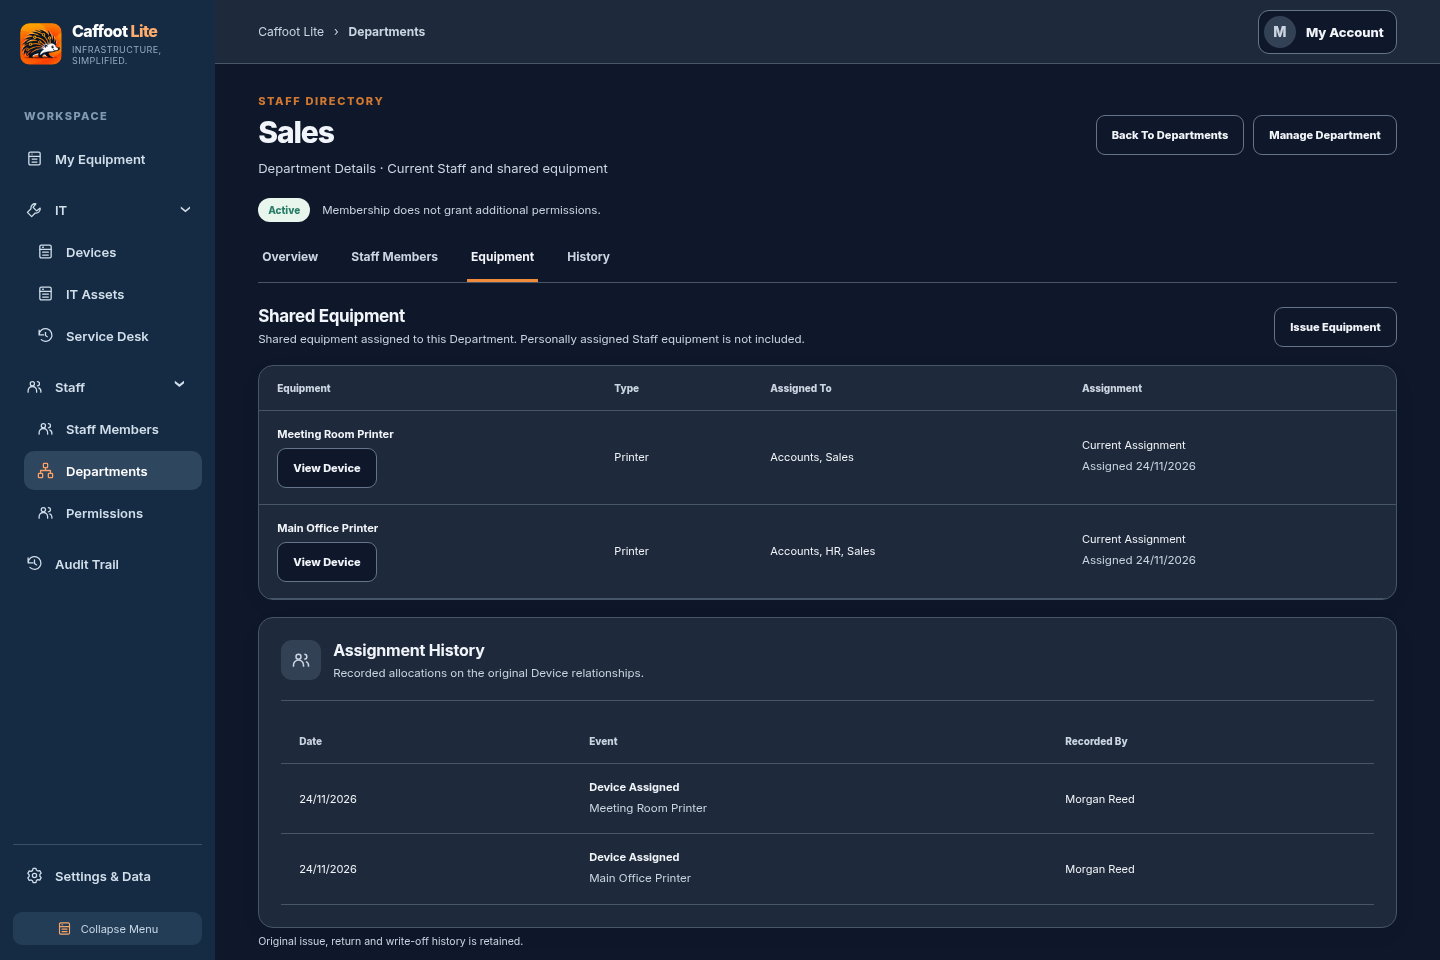 Caffoot Lite
INFRASTRUCTURE,
SIMPLIFIED.
WORKSPACE
My Equipment
IT
Devices
IT Assets
Service Desk
Staff
Staff Members
Departments
Permissions
Audit Trail
Settings & Data
Collapse Menu
Caffoot Lite › Departments
M My Account
STAFF DIRECTORY
Sales
Department Details · Current Staff and shared equipment
Back To Departments Manage Department
Active Membership does not grant additional permissions.
Overview Staff Members Equipment History
Shared Equipment
Shared equipment assigned to this Department. Personally assigned Staff equipment is not included.
Issue Equipment
Equipment Type Assigned To Assignment
Meeting Room Printer
View Device
Printer
Accounts, Sales
Current Assignment
Assigned 24/11/2026
Main Office Printer
View Device
Printer
Accounts, HR, Sales
Current Assignment
Assigned 24/11/2026
Assignment History
Recorded allocations on the original Device relationships.
Date Event Recorded By
24/11/2026
Device Assigned
Meeting Room Printer
Morgan Reed
24/11/2026
Device Assigned
Main Office Printer
Morgan Reed
Original issue, return and write-off history is retained.